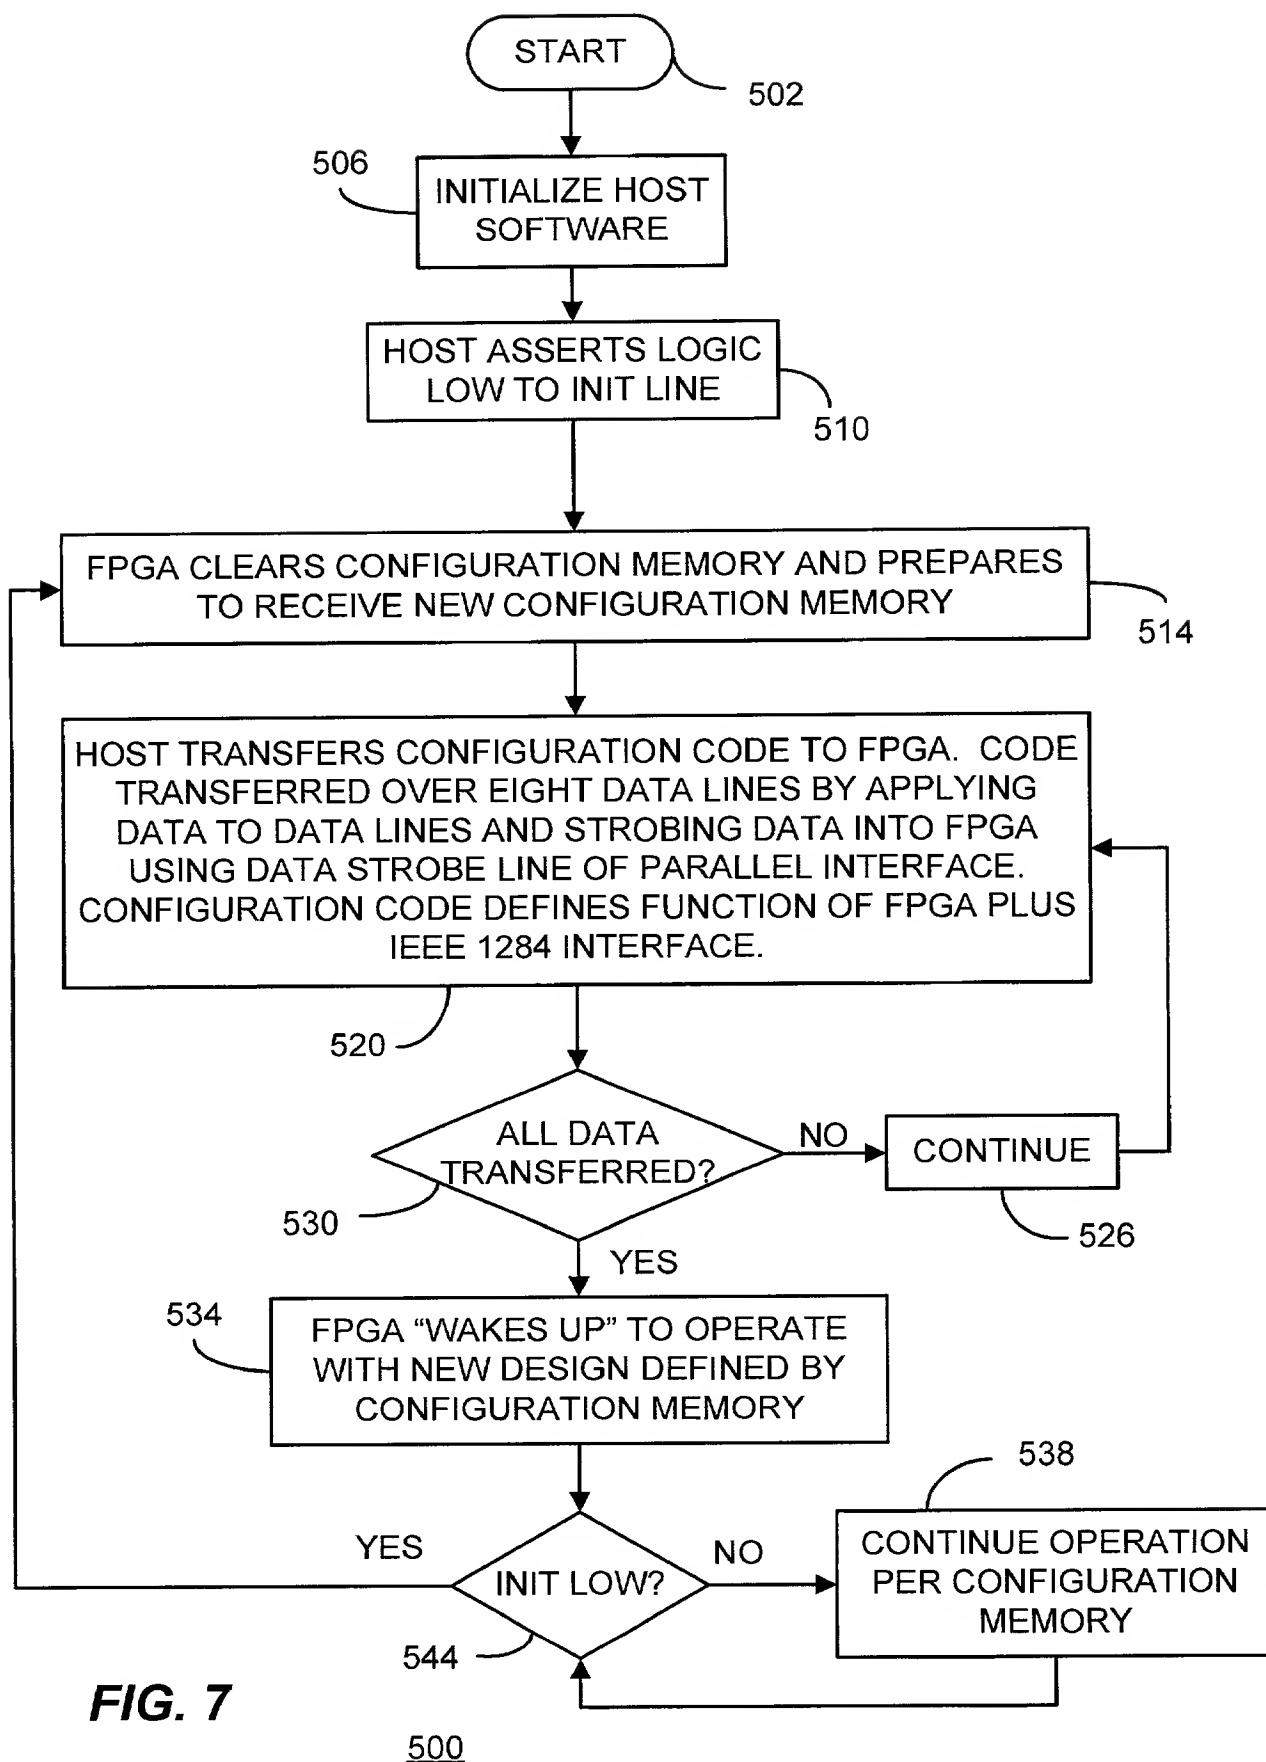 START
502
506
INITIALIZE HOST
SOFTWARE
HOST ASSERTS LOGIC
LOW TO INIT LINE
510
FPGA CLEARS CONFIGURATION MEMORY AND PREPARES
TO RECEIVE NEW CONFIGURATION MEMORY
514
HOST TRANSFERS CONFIGURATION CODE TO FPGA. CODE
TRANSFERRED OVER EIGHT DATA LINES BY APPLYING
DATA TO DATA LINES AND STROBING DATA INTO FPGA
USING DATA STROBE LINE OF PARALLEL INTERFACE.
CONFIGURATION CODE DEFINES FUNCTION OF FPGA PLUS
IEEE 1284 INTERFACE.
520
ALL DATA
TRANSFERRED?
NO
CONTINUE
530
526
YES
534
FPGA “WAKES UP” TO OPERATE
WITH NEW DESIGN DEFINED BY
CONFIGURATION MEMORY
538
YES
INIT LOW?
NO
CONTINUE OPERATION
PER CONFIGURATION
MEMORY
544
FIG. 7
500